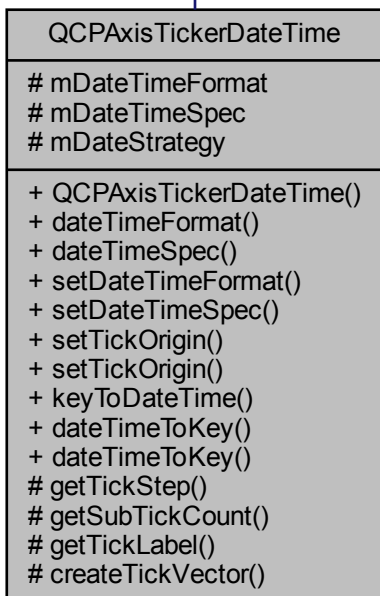 QCPAxisTickerDateTime
# mDateTimeFormat
# mDateTimeSpec
# mDateStrategy
+ QCPAxisTickerDateTime()
+ dateTimeFormat()
+ dateTimeSpec()
+ setDateTimeFormat()
+ setDateTimeSpec()
+ setTickOrigin()
+ setTickOrigin()
+ keyToDateTime()
+ dateTimeToKey()
+ dateTimeToKey()
# getTickStep()
# getSubTickCount()
# getTickLabel()
# createTickVector()